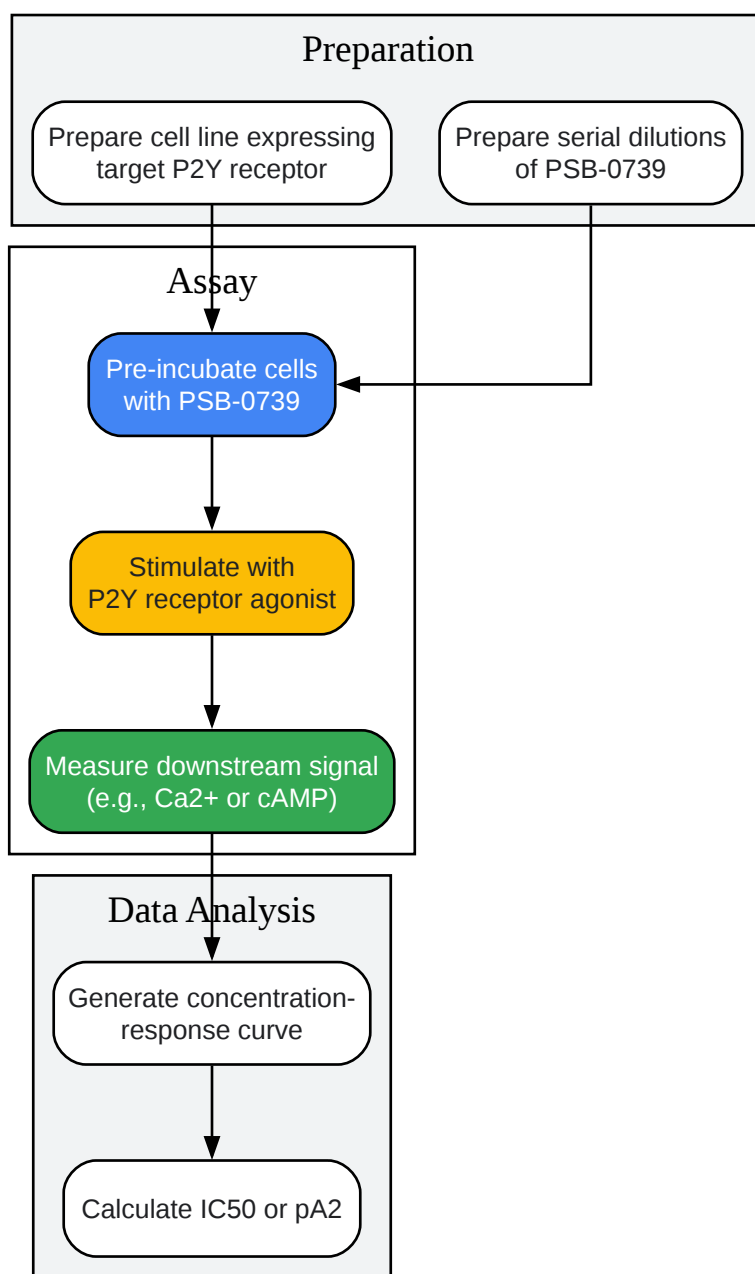 Preparation
Prepare cell line expressing
target P2Y receptor
Prepare serial dilutions
of PSB-0739
Assay
Pre-incubate cells
with PSB-0739
Stimulate with
P2Y receptor agonist
Measure downstream signal
(e.g., Ca2+ or cAMP)
Data Analysis
Generate concentration-
response curve
Calculate IC50 or pA2